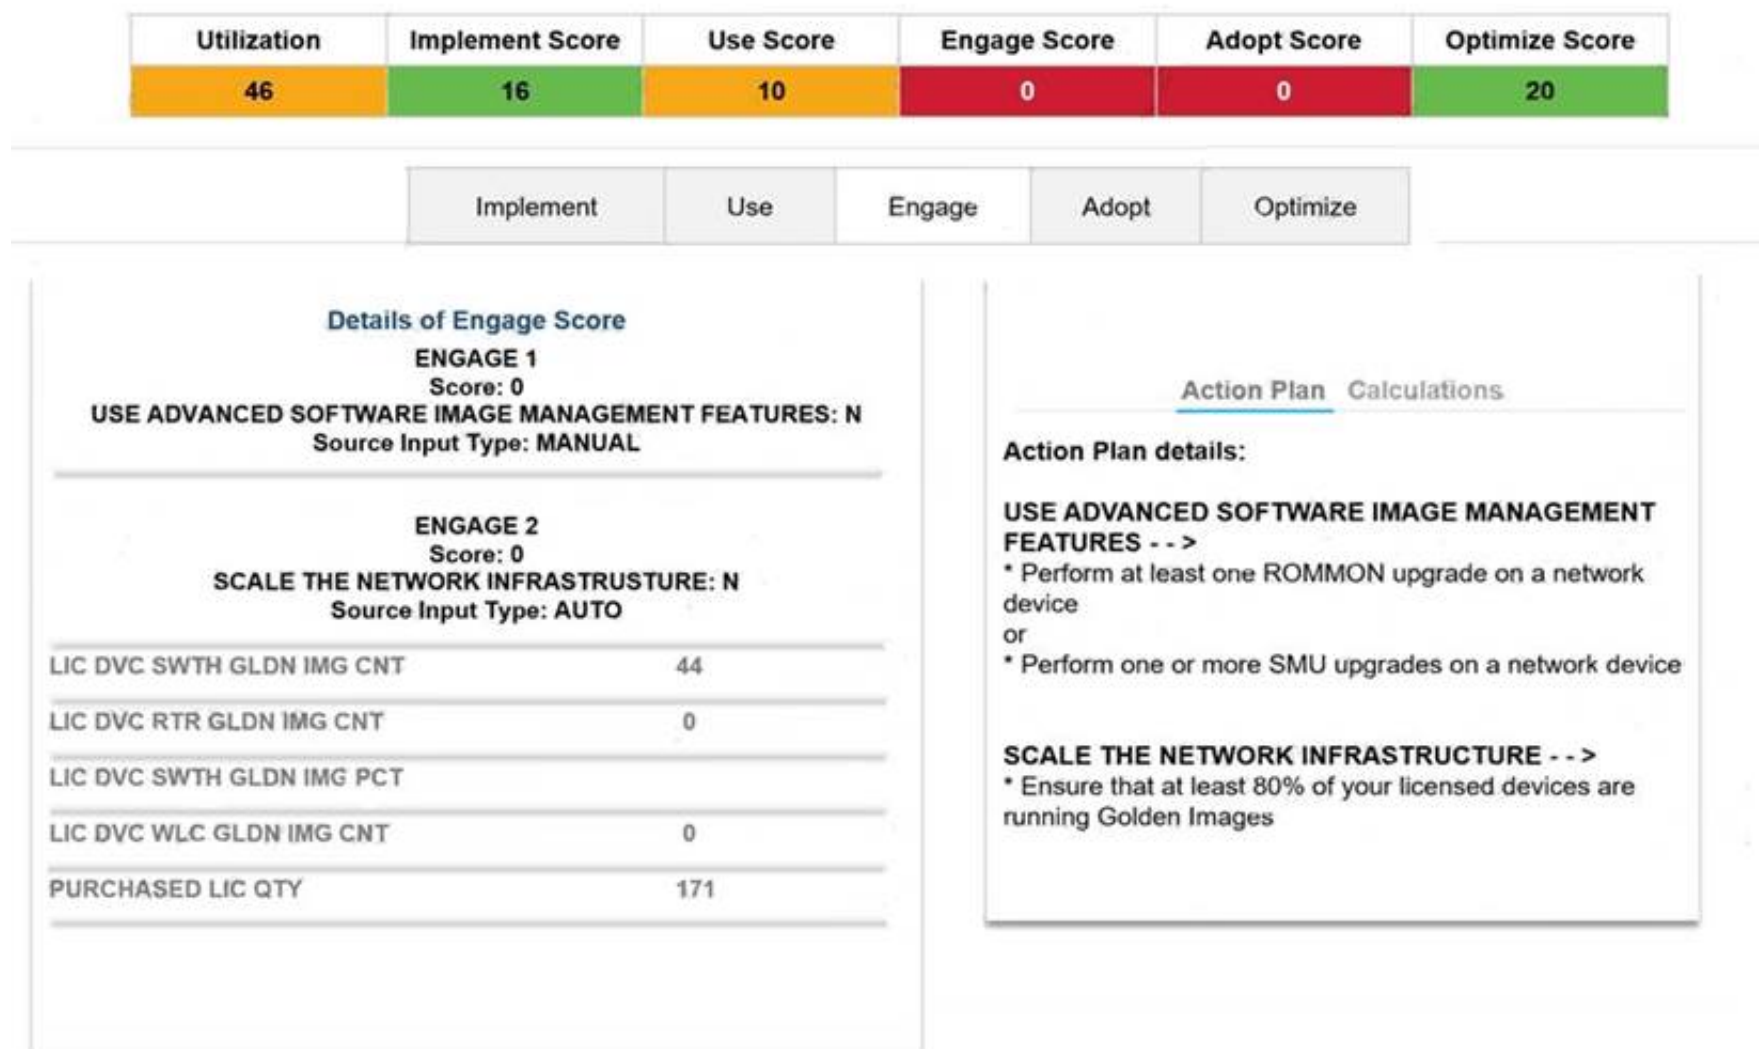 Utilization Implement Score Use Score Engage Score Adopt Score Optimize Score
46 16 10 0 0 20
Implement Use Engage Adopt Optimize
Details of Engage Score
ENGAGE 1
Score: 0
USE ADVANCED SOFTWARE IMAGE MANAGEMENT FEATURES: N
Source Input Type: MANUAL
ENGAGE 2
Score: 0
SCALE THE NETWORK INFRASTRUSTURE: N
Source Input Type: AUTO
LIC DVC SWTH GLDN IMG CNT 44
LIC DVC RTR GLDN IMG CNT 0
LIC DVC SWTH GLDN IMG PCT
LIC DVC WLC GLDN IMG CNT 0
PURCHASED LIC QTY 171
Action Plan Calculations
Action Plan details:
USE ADVANCED SOFTWARE IMAGE MANAGEMENT
FEATURES - - >
* Perform at least one ROMMON upgrade on a network
device
or
* Perform one or more SMU upgrades on a network device
SCALE THE NETWORK INFRASTRUCTURE - - >
* Ensure that at least 80% of your licensed devices are
running Golden Images